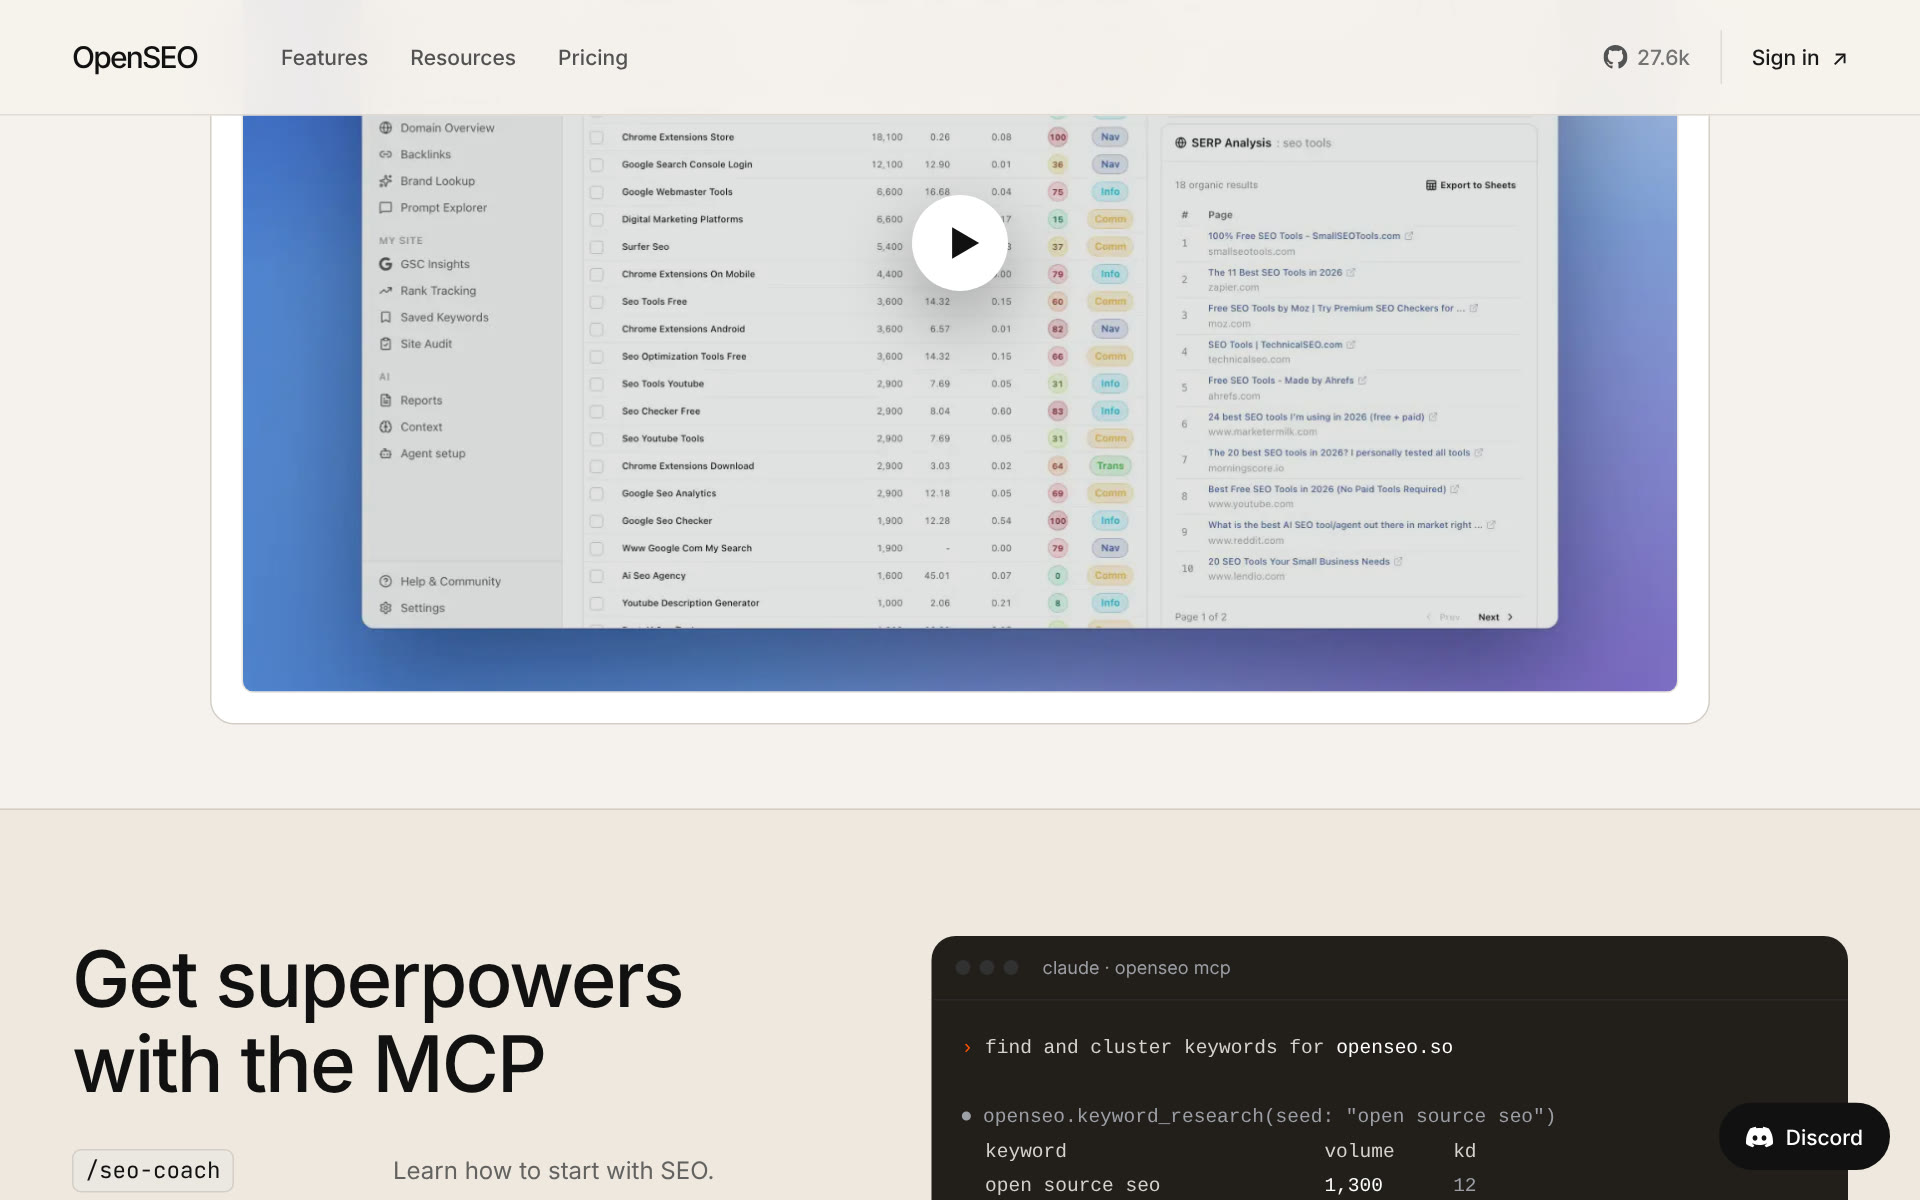 OpenSEO
Features
Resources
Pricing
27.6k
Sign in
Domain Overview
Backlinks
Brand Lookup
Prompt Explorer
MY SITE
GSC Insights
Rank Tracking
Saved Keywords
Site Audit
AI
Reports
Context
Agent setup
Help & Community
Settings
Chrome Extensions Store 18,100 0.26 0.08 100 Nav
Google Search Console Login 12,100 12.90 0.01 36 Nav
Google Webmaster Tools 6,600 16.68 0.04 75 Info
Digital Marketing Platforms 6,600 15 Comm
Surfer Seo 5,400 37 Comm
Chrome Extensions On Mobile 4,400 79 Info
Seo Tools Free 3,600 14.32 0.15 60 Comm
Chrome Extensions Android 3,600 6.57 0.01 82 Nav
Seo Optimization Tools Free 3,600 14.32 0.15 66 Comm
Seo Tools Youtube 2,900 7.69 0.05 31 Info
Seo Checker Free 2,900 8.04 0.60 83 Info
Seo Youtube Tools 2,900 7.69 0.05 31 Comm
Chrome Extensions Download 2,900 3.03 0.02 64 Trans
Google Seo Analytics 2,900 12.18 0.05 69 Comm
Google Seo Checker 1,900 12.28 0.54 100 Info
Www Google Com My Search 1,900 - 0.00 79 Nav
Ai Seo Agency 1,600 45.01 0.07 0 Comm
Youtube Description Generator 1,000 2.06 0.21 8 Info
SERP Analysis : seo tools
18 organic results Export to Sheets
# Page
1 100% Free SEO Tools - SmallSEOTools.com
smallseotools.com
2 The 11 Best SEO Tools in 2026
zapier.com
3 Free SEO Tools by Moz | Try Premium SEO Checkers for ...
moz.com
4 SEO Tools | TechnicalSEO.com
technicalseo.com
5 Free SEO Tools - Made by Ahrefs
ahrefs.com
6 24 best SEO tools I'm using in 2026 (free + paid)
www.marketermilk.com
7 The 20 best SEO tools in 2026? I personally tested all tools
morningscore.io
8 Best Free SEO Tools in 2026 (No Paid Tools Required)
www.youtube.com
9 What is the best AI SEO tool/agent out there in market right ...
www.reddit.com
10 20 SEO Tools Your Small Business Needs
www.lendio.com
Page 1 of 2 Prev Next
Get superpowers
with the MCP
/seo-coach Learn how to start with SEO.
claude · openseo mcp
› find and cluster keywords for openseo.so
openseo.keyword_research(seed: "open source seo")
keyword volume kd
open source seo 1,300 12
Discord